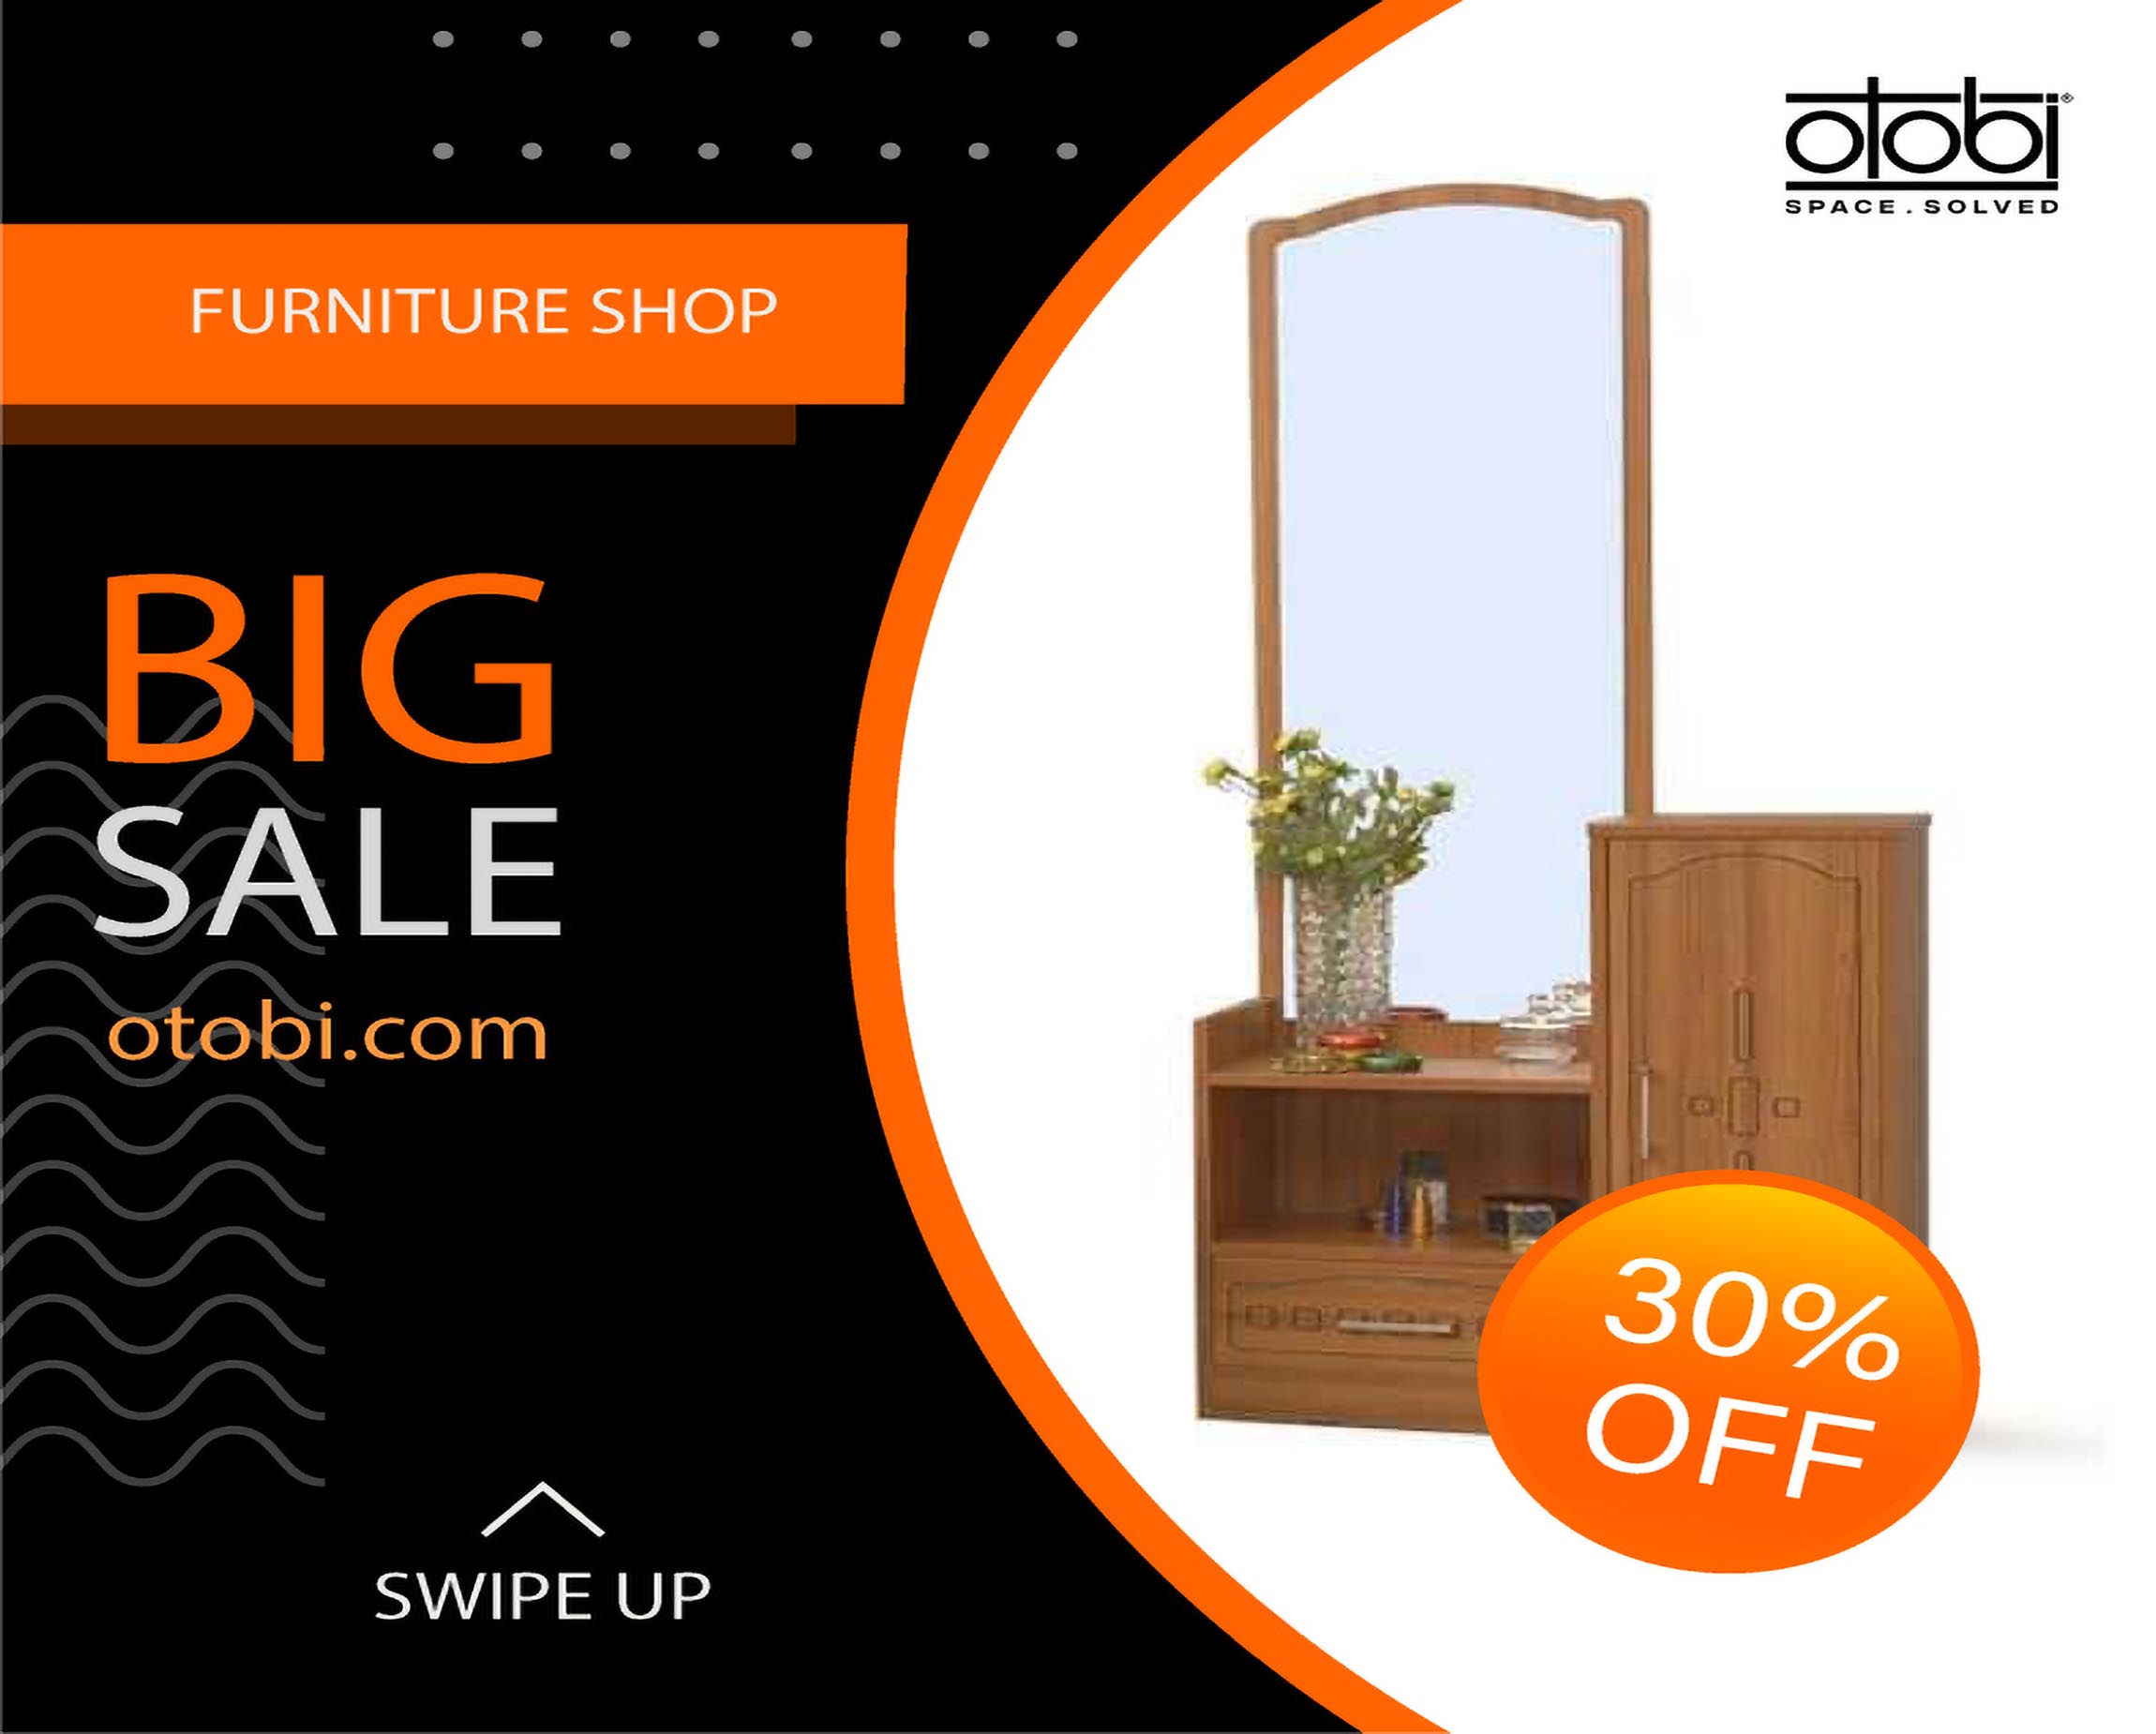 FURNITURE SHOP
BIG
SALE
otobi.com
SWIPE UP
otobi®
SPACE.SOLVED
30%
OFF